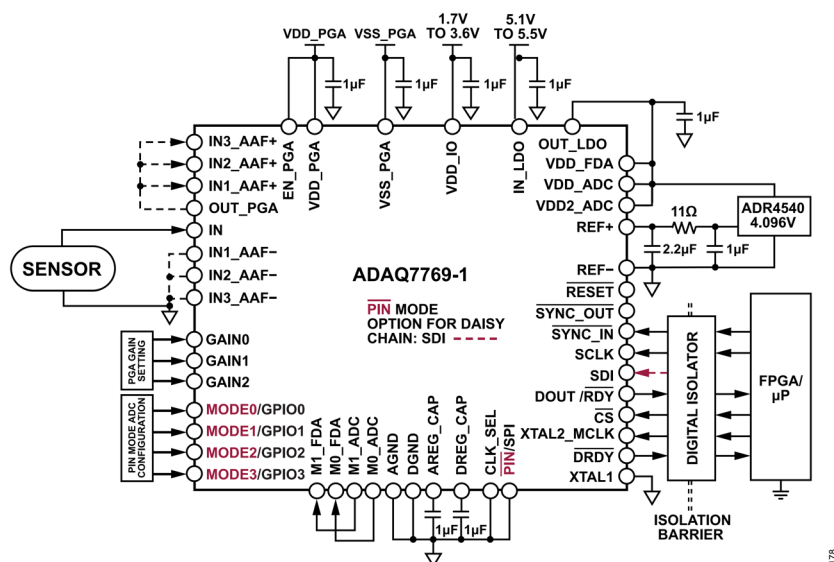 VDD_PGA
VSS_PGA
1.7V
TO 3.6V
5.1V
TO 5.5V
1µF
1µF
1µF
1µF
1µF
EN_PGA
VDD_PGA
VSS_PGA
VDD_IO
IN_LDO
OUT_LDO
IN3_AAF+
IN2_AAF+
IN1_AAF+
OUT_PGA
IN
IN1_AAF−
IN2_AAF−
IN3_AAF−
SENSOR
VDD_FDA
VDD_ADC
VDD2_ADC
REF+
REF−
11Ω
2.2µF
1µF
ADR4540
4.096V
ADAQ7769-1
PIN MODE
OPTION FOR DAISY
CHAIN: SDI
PGA GAIN
SETTING
GAIN0
GAIN1
GAIN2
PIN MODE ADC
CONFIGURATION
MODE0/GPIO0
MODE1/GPIO1
MODE2/GPIO2
MODE3/GPIO3
RESET
SYNC_OUT
SYNC_IN
SCLK
SDI
DOUT /RDY
CS
XTAL2_MCLK
DRDY
XTAL1
DIGITAL ISOLATOR
FPGA/
µP
ISOLATION
BARRIER
M1_FDA
M0_FDA
M1_ADC
M0_ADC
AGND
DGND
AREG_CAP
DREG_CAP
CLK_SEL
PIN/SPI
1µF
1µF
178